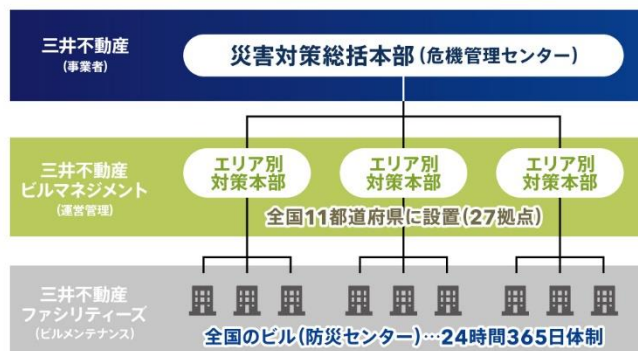 三井不動産
(事業者)
災害対策総括本部(危機管理センター)
三井不動産
ビルマネジメント
(運営管理)
エリア別
対策本部
エリア別
対策本部
エリア別
対策本部
全国11都道府県に設置(27拠点)
三井不動産
ファシリティーズ
(ビルメンテナンス)
全国のビル(防災センター)…24時間365日体制